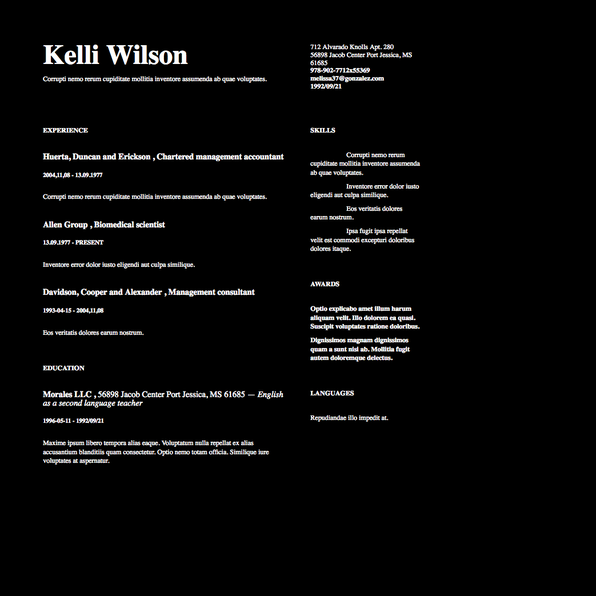 Kelli Wilson
Corrupti nemo rerum cupiditate mollitia inventore assumenda ab quae voluptates.
712 Alvarado Knolls Apt. 280
56898 Jacob Center Port Jessica, MS
61685
978-902-7712x55369
melissa37@gonzalez.com
1992/09/21
EXPERIENCE
Huerta, Duncan and Erickson , Chartered management accountant
2004,11,08 - 13.09.1977
Corrupti nemo rerum cupiditate mollitia inventore assumenda ab quae voluptates.
Allen Group , Biomedical scientist
13.09.1977 - PRESENT
Inventore error dolor iusto eligendi aut culpa similique.
Davidson, Cooper and Alexander , Management consultant
1993-04-15 - 2004,11,08
Eos veritatis dolores earum nostrum.
EDUCATION
Morales LLC , 56898 Jacob Center Port Jessica, MS 61685 — English
as a second language teacher
1996-05-11 - 1992/09/21
Maxime ipsum libero tempora alias eaque. Voluptatum nulla repellat ex alias
accusantium blanditiis quam consectetur. Optio nemo totam officia. Similique iure
voluptates at aspernatur.
SKILLS
Corrupti nemo rerum
cupiditate mollitia inventore assumenda
ab quae voluptates.
Inventore error dolor iusto
eligendi aut culpa similique.
Eos veritatis dolores
earum nostrum.
Ipsa fugit ipsa repellat
velit est commodi excepturi doloribus
dolores itaque.
AWARDS
Optio explicabo amet illum harum
aliquam velit. Illo dolorem ea quasi.
Suscipit voluptates ratione doloribus.
Dignissimos magnam dignissimos
quam a sunt nisi ab. Mollitia fugit
autem doloremque delectus.
LANGUAGES
Repudiandae illo impedit at.